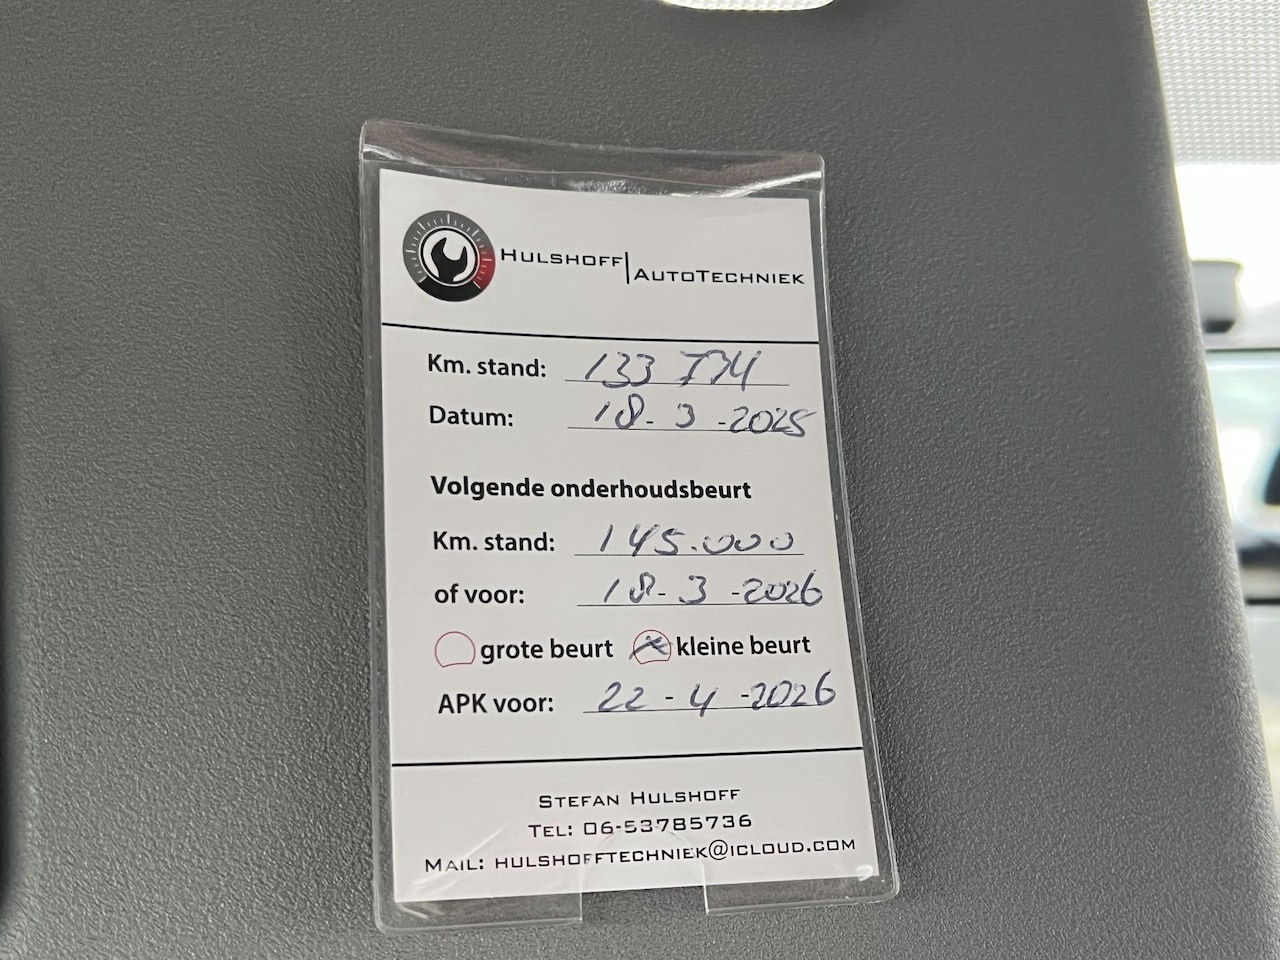 HULSHOFF | AUTOTECHNIEK
Km. stand: 133 774
Datum: 18-3-2025
Volgende onderhoudsbeurt
Km. stand: 145.000
of voor: 18-3-2026
grote beurt kleine beurt
APK voor: 22-4-2026
STEFAN HULSHOFF
TEL: 06-53785736
MAIL: HULSHOFFTECHNIEK@ICLOUD.COM